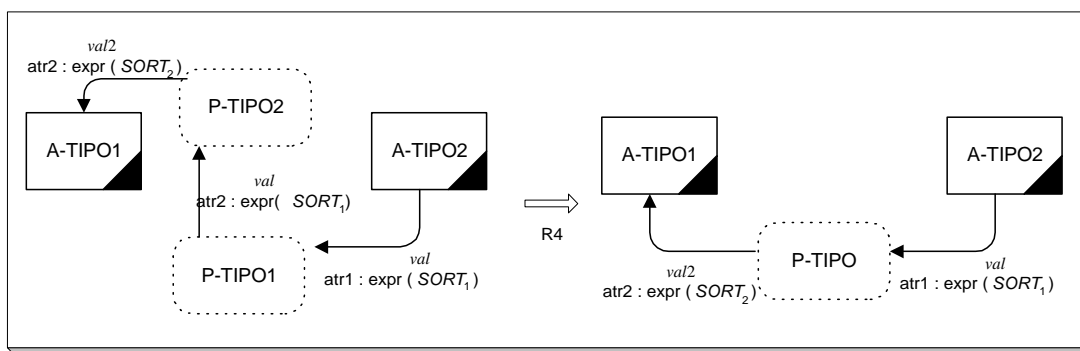 val2
atr2 : expr ( SORT2)
P-TIPO2
A-TIPO1
A-TIPO2
val
atr2 : expr( SORT1)
P-TIPO1
val
atr1 : expr ( SORT1)
R4
A-TIPO1
A-TIPO2
P-TIPO
val2
atr2 : expr ( SORT2)
val
atr1 : expr ( SORT1)